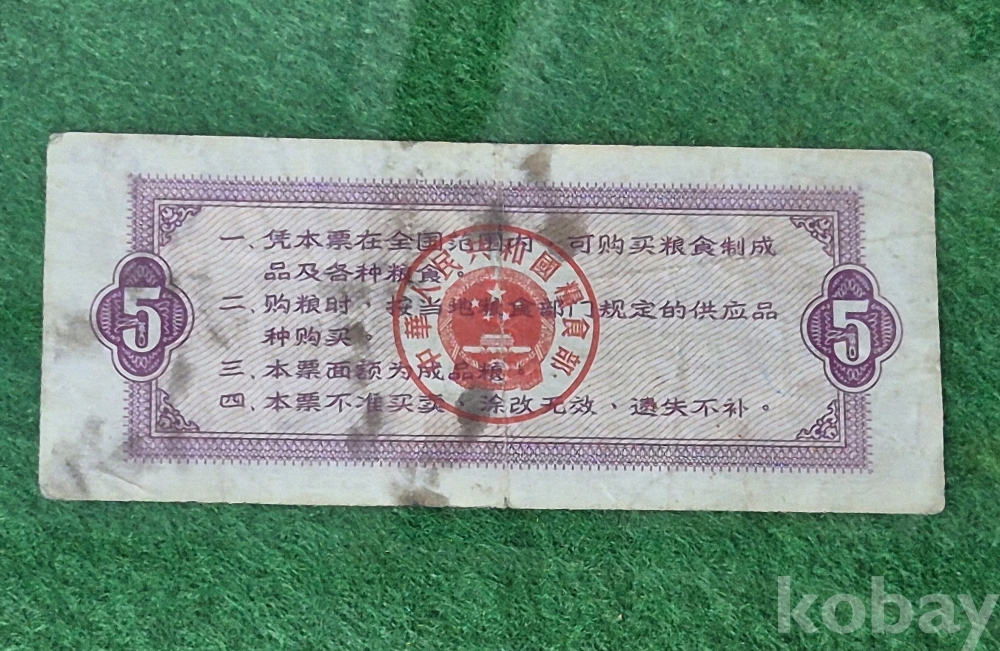 一、凭本票在全国范围内,可购买粮食制成
品及各种粮食。
二、购粮时,按当地粮食部门规定的供应品
种购买。
三、本票面额为成品粮。
四、本票不准买卖,涂改无效、遗失不补。
5
5
中華人民共和國糧食部
kobay